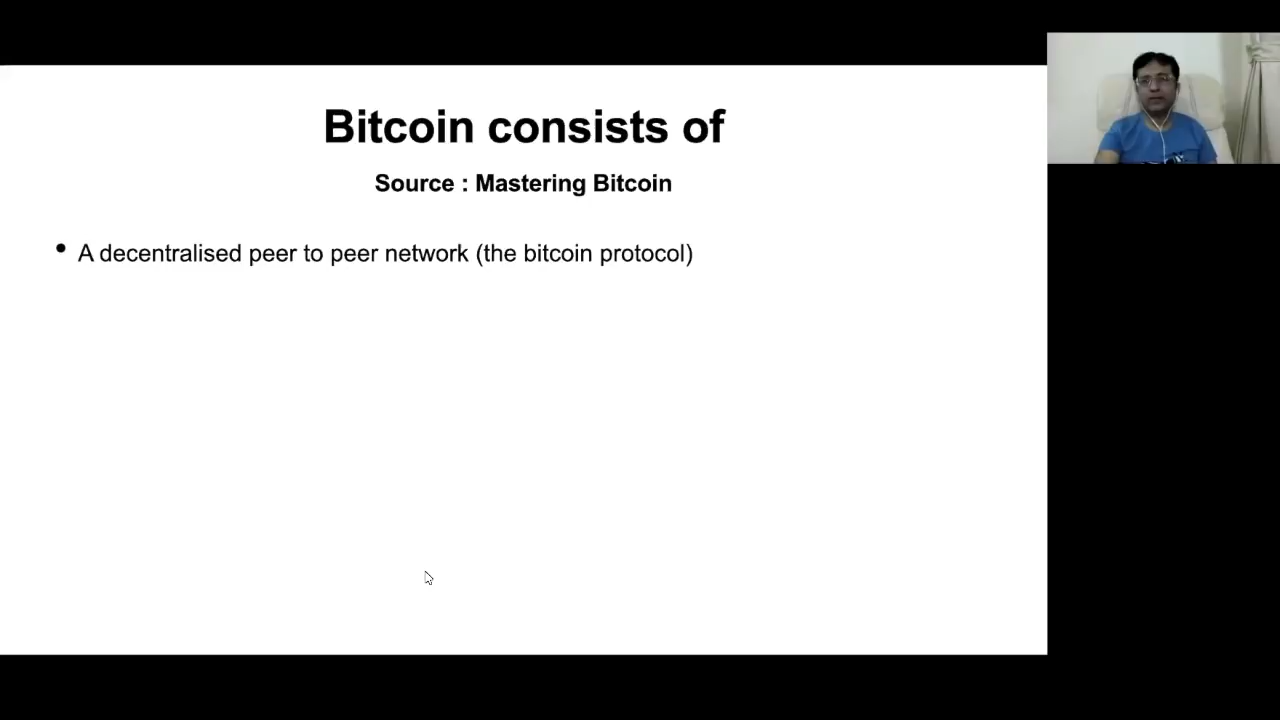 Bitcoin consists of
Source : Mastering Bitcoin
• A decentralised peer to peer network (the bitcoin protocol)